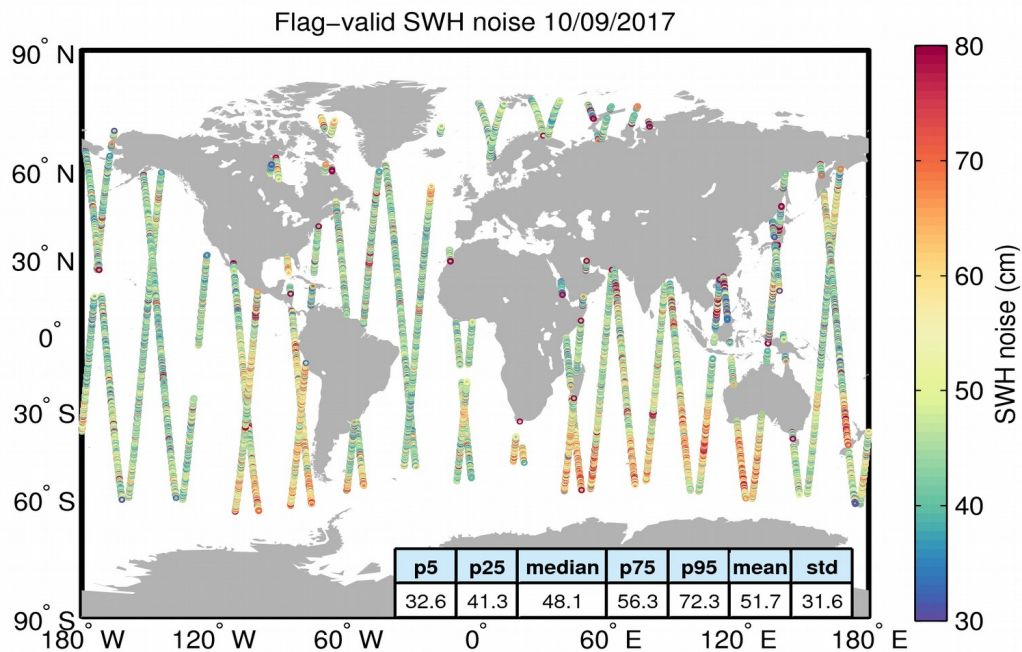 Flag–valid SWH noise 10/09/2017
90° N
60° N
30° N
0°
30° S
60° S
90° S
180° W
120° W
60° W
0°
60° E
120° E
180° E
p5 p25 median p75 p95 mean std
32.6 41.3 48.1 56.3 72.3 51.7 31.6
80
70
60
50
40
30
SWH noise (cm)